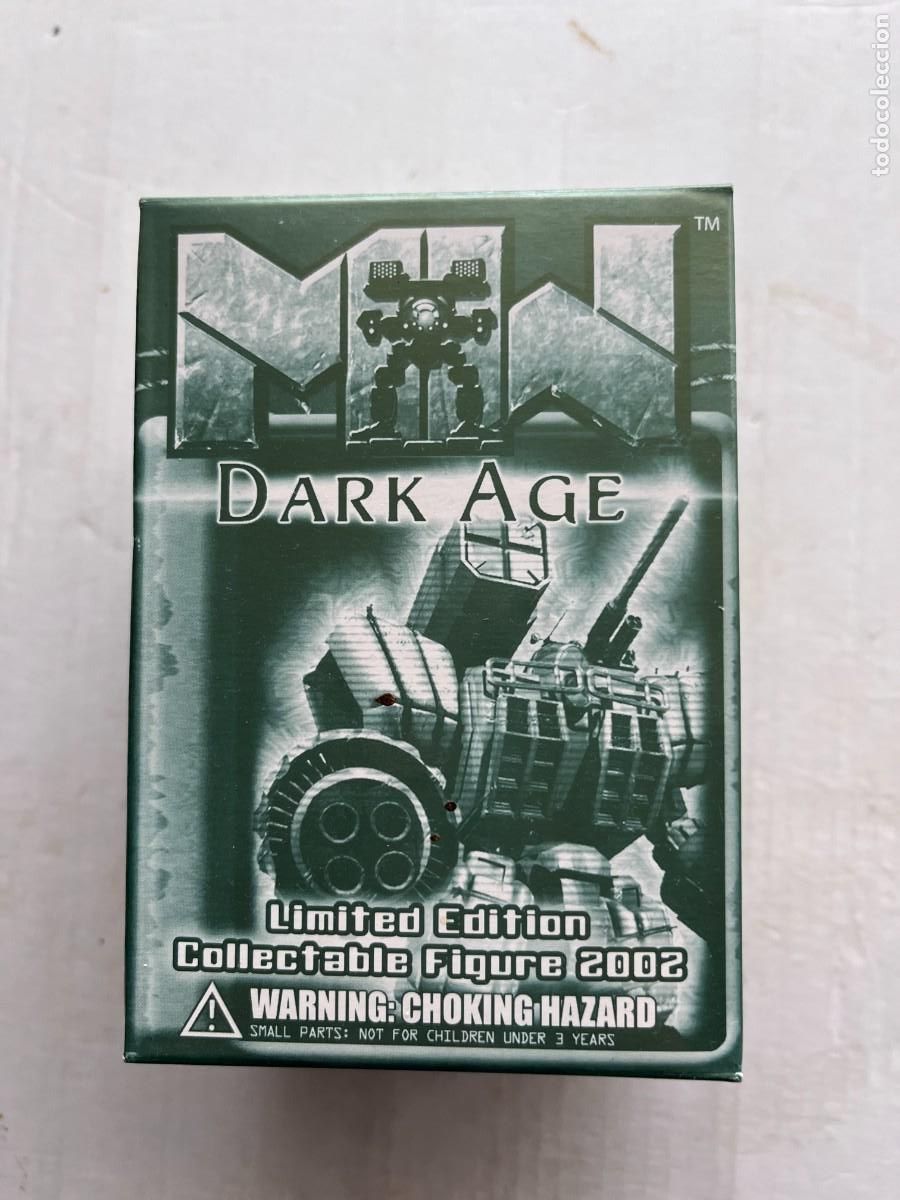 MW
TM
DARK AGE
Limited Edition
Collectable Figure 2002
WARNING: CHOKING HAZARD
SMALL PARTS: NOT FOR CHILDREN UNDER 3 YEARS
todocoleccion